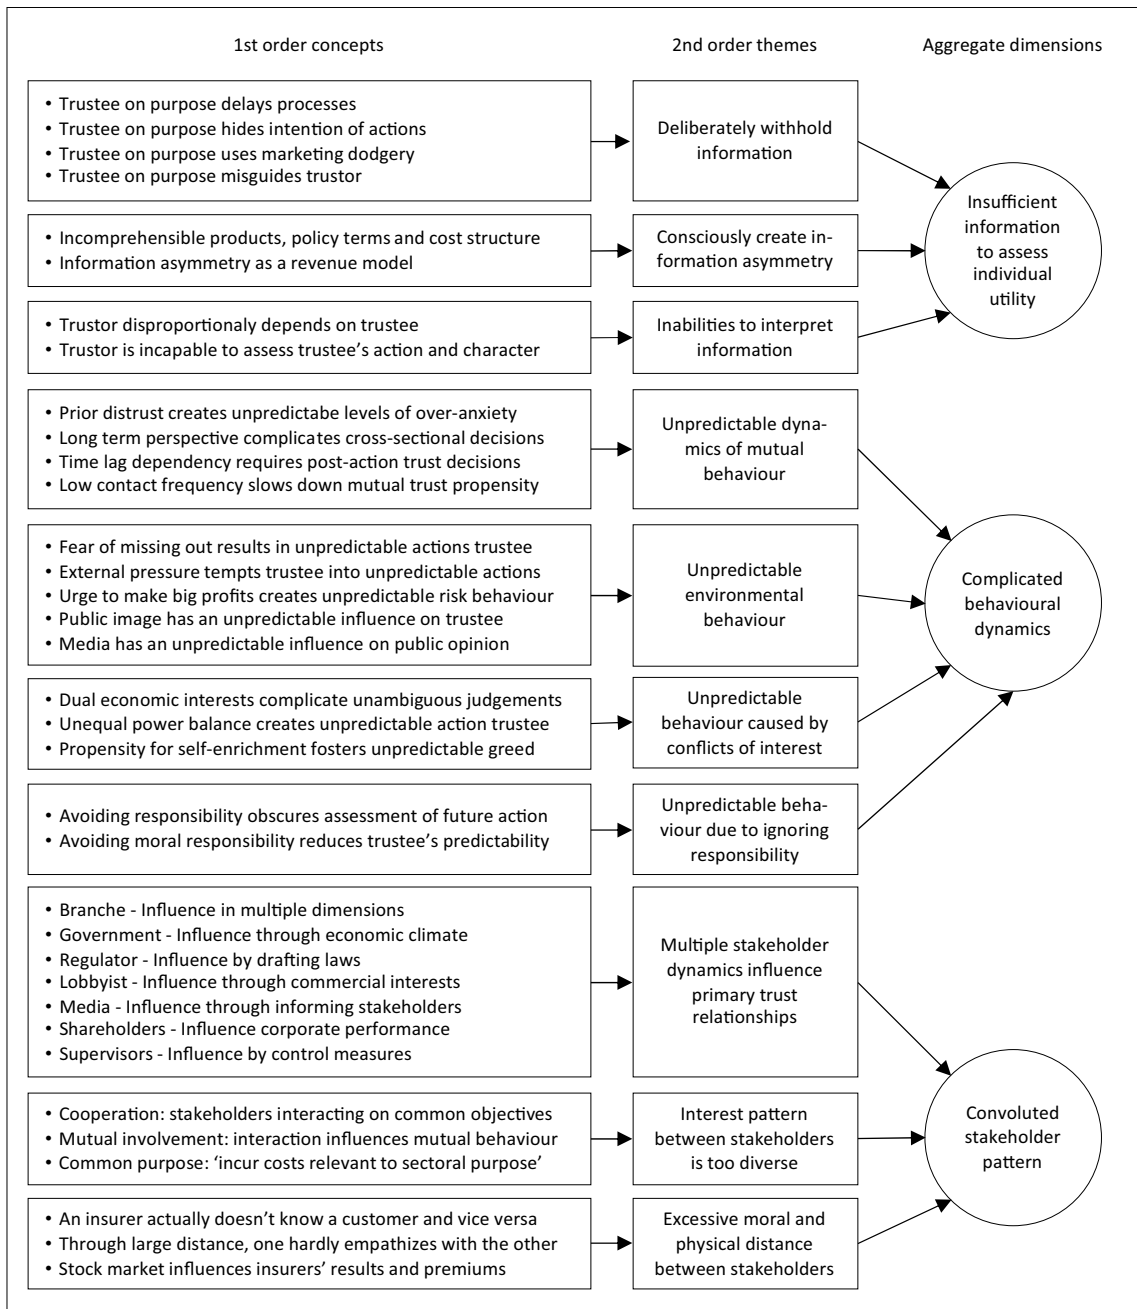 1st order concepts
2nd order themes
Aggregate dimensions
• Trustee on purpose delays processes
• Trustee on purpose hides intention of actions
• Trustee on purpose uses marketing dodgery
• Trustee on purpose misguides trustor
Deliberately withhold
information
• Incomprehensible products, policy terms and cost structure
• Information asymmetry as a revenue model
Consciously create in-
formation asymmetry
• Trustor disproportionaly depends on trustee
• Trustor is incapable to assess trustee’s action and character
Inabilities to interpret
information
Insufficient
information
to assess
individual
utility
• Prior distrust creates unpredictabe levels of over-anxiety
• Long term perspective complicates cross-sectional decisions
• Time lag dependency requires post-action trust decisions
• Low contact frequency slows down mutual trust propensity
Unpredictable dyna-
mics of mutual
behaviour
• Fear of missing out results in unpredictable actions trustee
• External pressure tempts trustee into unpredictable actions
• Urge to make big profits creates unpredictable risk behaviour
• Public image has an unpredictable influence on trustee
• Media has an unpredictable influence on public opinion
Unpredictable
environmental
behaviour
• Dual economic interests complicate unambiguous judgements
• Unequal power balance creates unpredictable action trustee
• Propensity for self-enrichment fosters unpredictable greed
Unpredictable
behaviour caused by
conflicts of interest
• Avoiding responsibility obscures assessment of future action
• Avoiding moral responsibility reduces trustee’s predictability
Unpredictable beha-
viour due to ignoring
responsibility
Complicated
behavioural
dynamics
• Branche - Influence in multiple dimensions
• Government - Influence through economic climate
• Regulator - Influence by drafting laws
• Lobbyist - Influence through commercial interests
• Media - Influence through informing stakeholders
• Shareholders - Influence corporate performance
• Supervisors - Influence by control measures
Multiple stakeholder
dynamics influence
primary trust
relationships
• Cooperation: stakeholders interacting on common objectives
• Mutual involvement: interaction influences mutual behaviour
• Common purpose: ‘incur costs relevant to sectoral purpose’
Interest pattern
between stakeholders
is too diverse
• An insurer actually doesn’t know a customer and vice versa
• Through large distance, one hardly empathizes with the other
• Stock market influences insurers’ results and premiums
Excessive moral and
physical distance
between stakeholders
Convoluted
stakeholder
pattern